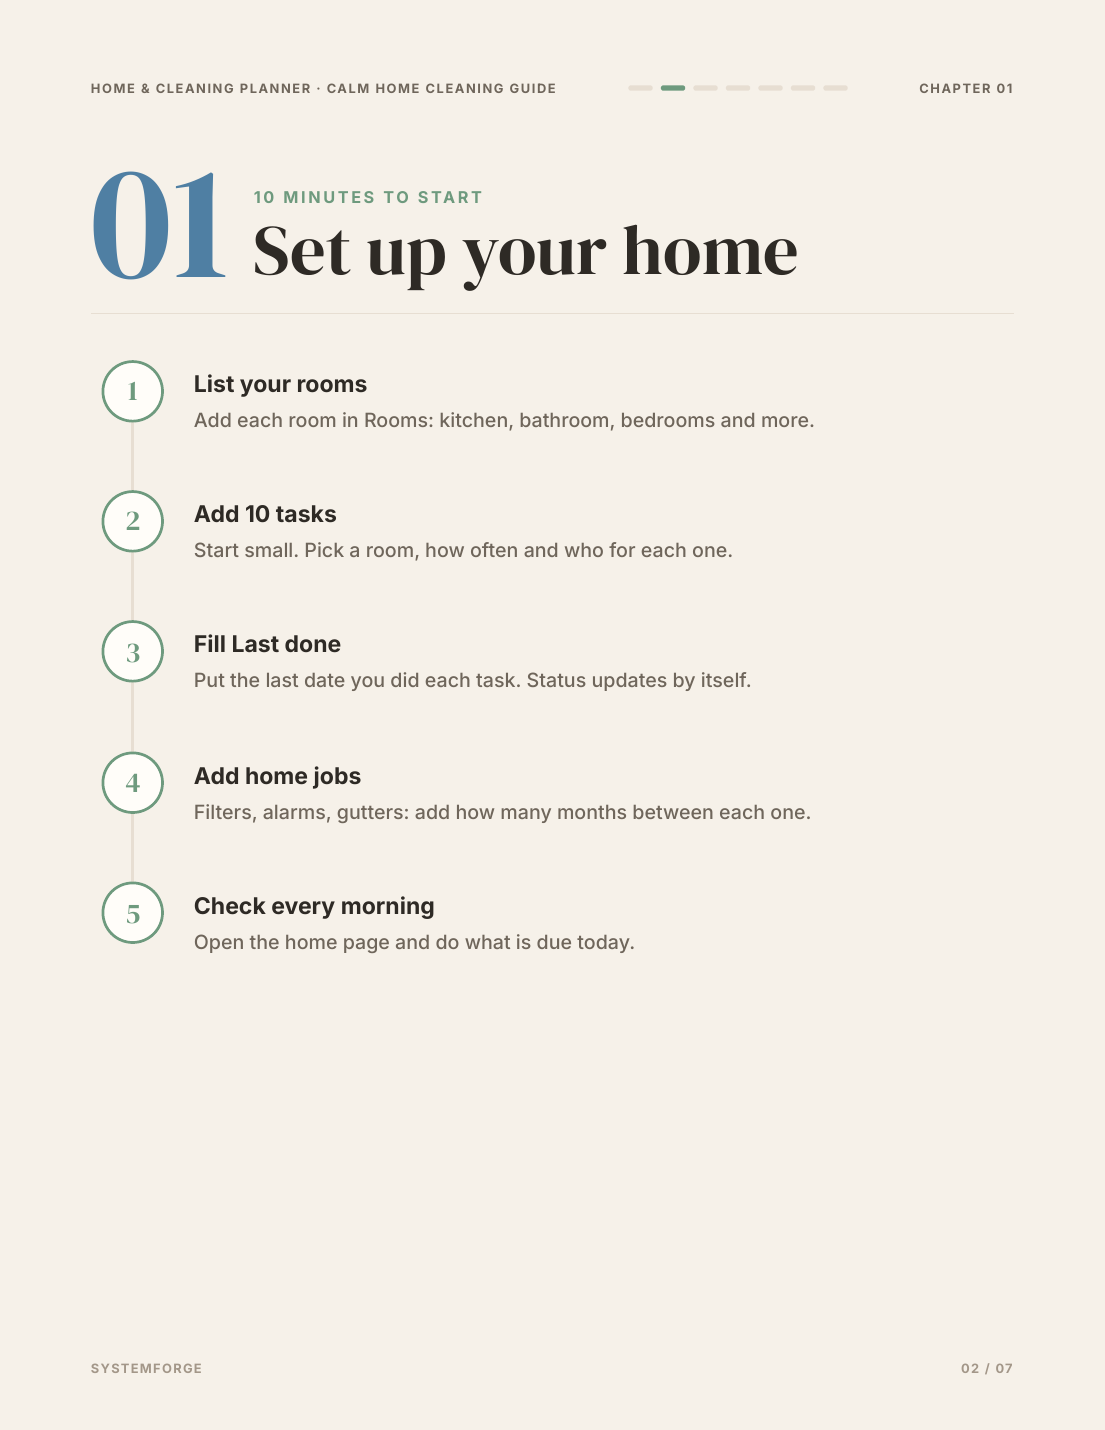 HOME & CLEANING PLANNER · CALM HOME CLEANING GUIDE
CHAPTER 01
01
10 MINUTES TO START
Set up your home
1
List your rooms
Add each room in Rooms: kitchen, bathroom, bedrooms and more.
2
Add 10 tasks
Start small. Pick a room, how often and who for each one.
3
Fill Last done
Put the last date you did each task. Status updates by itself.
4
Add home jobs
Filters, alarms, gutters: add how many months between each one.
5
Check every morning
Open the home page and do what is due today.
SYSTEMFORGE
02 / 07